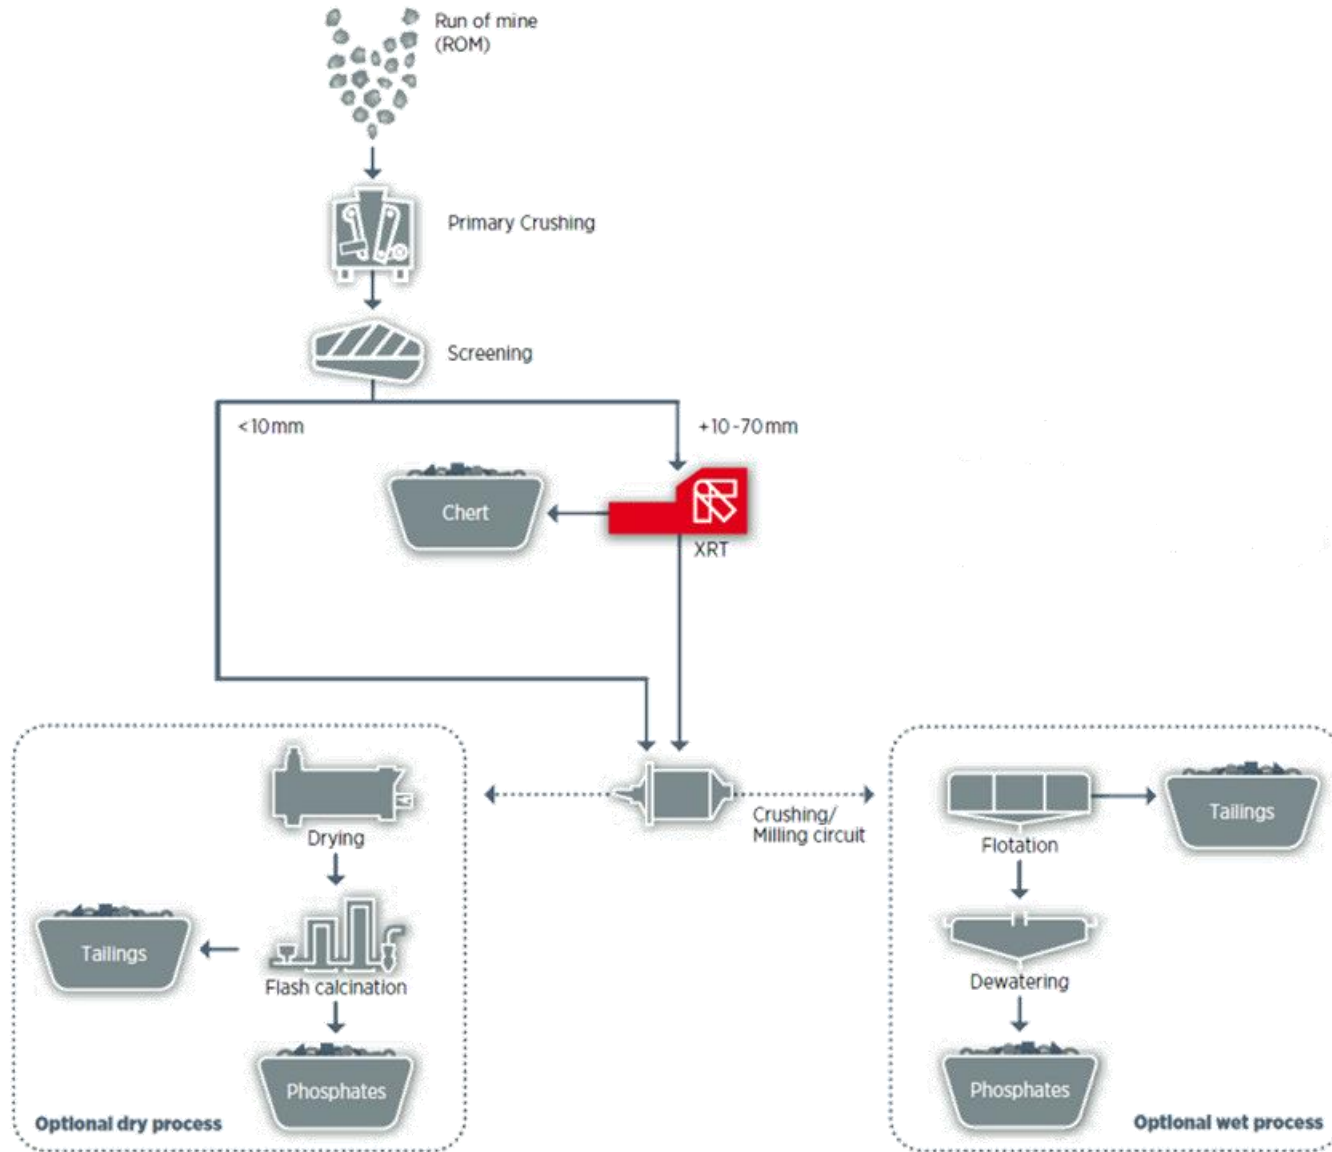 Run of mine
(ROM)
Primary Crushing
Screening
<10mm
+10-70mm
Chert
XRT
Crushing/
Milling circuit
Drying
Tailings
Flash calcination
Phosphates
Optional dry process
Flotation
Tailings
Dewatering
Phosphates
Optional wet process